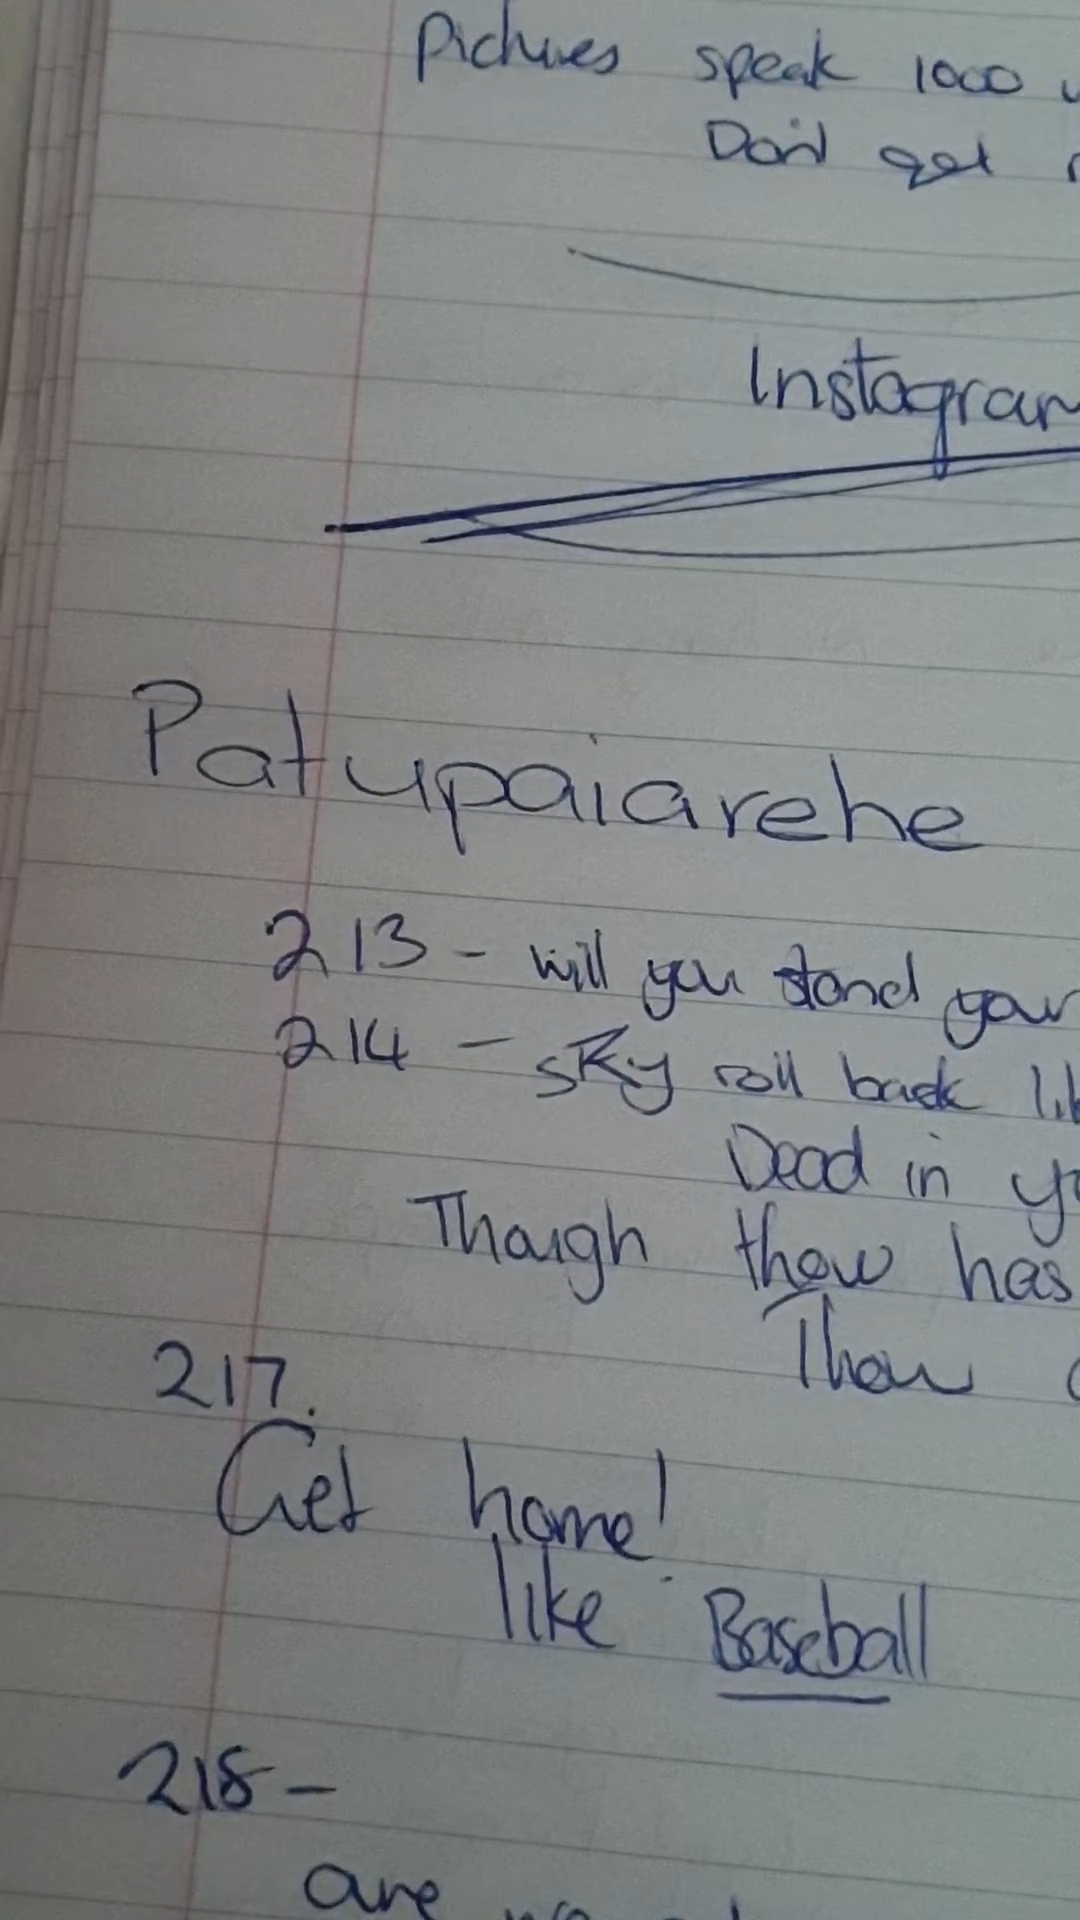 Pictures speak 1000
Don't get
Instagram
Patupaiarehe
213 - will you stand your
214 - sky roll back
Dead in
Though thow has
Thou
217.
Get home!
like Baseball
218 -
are